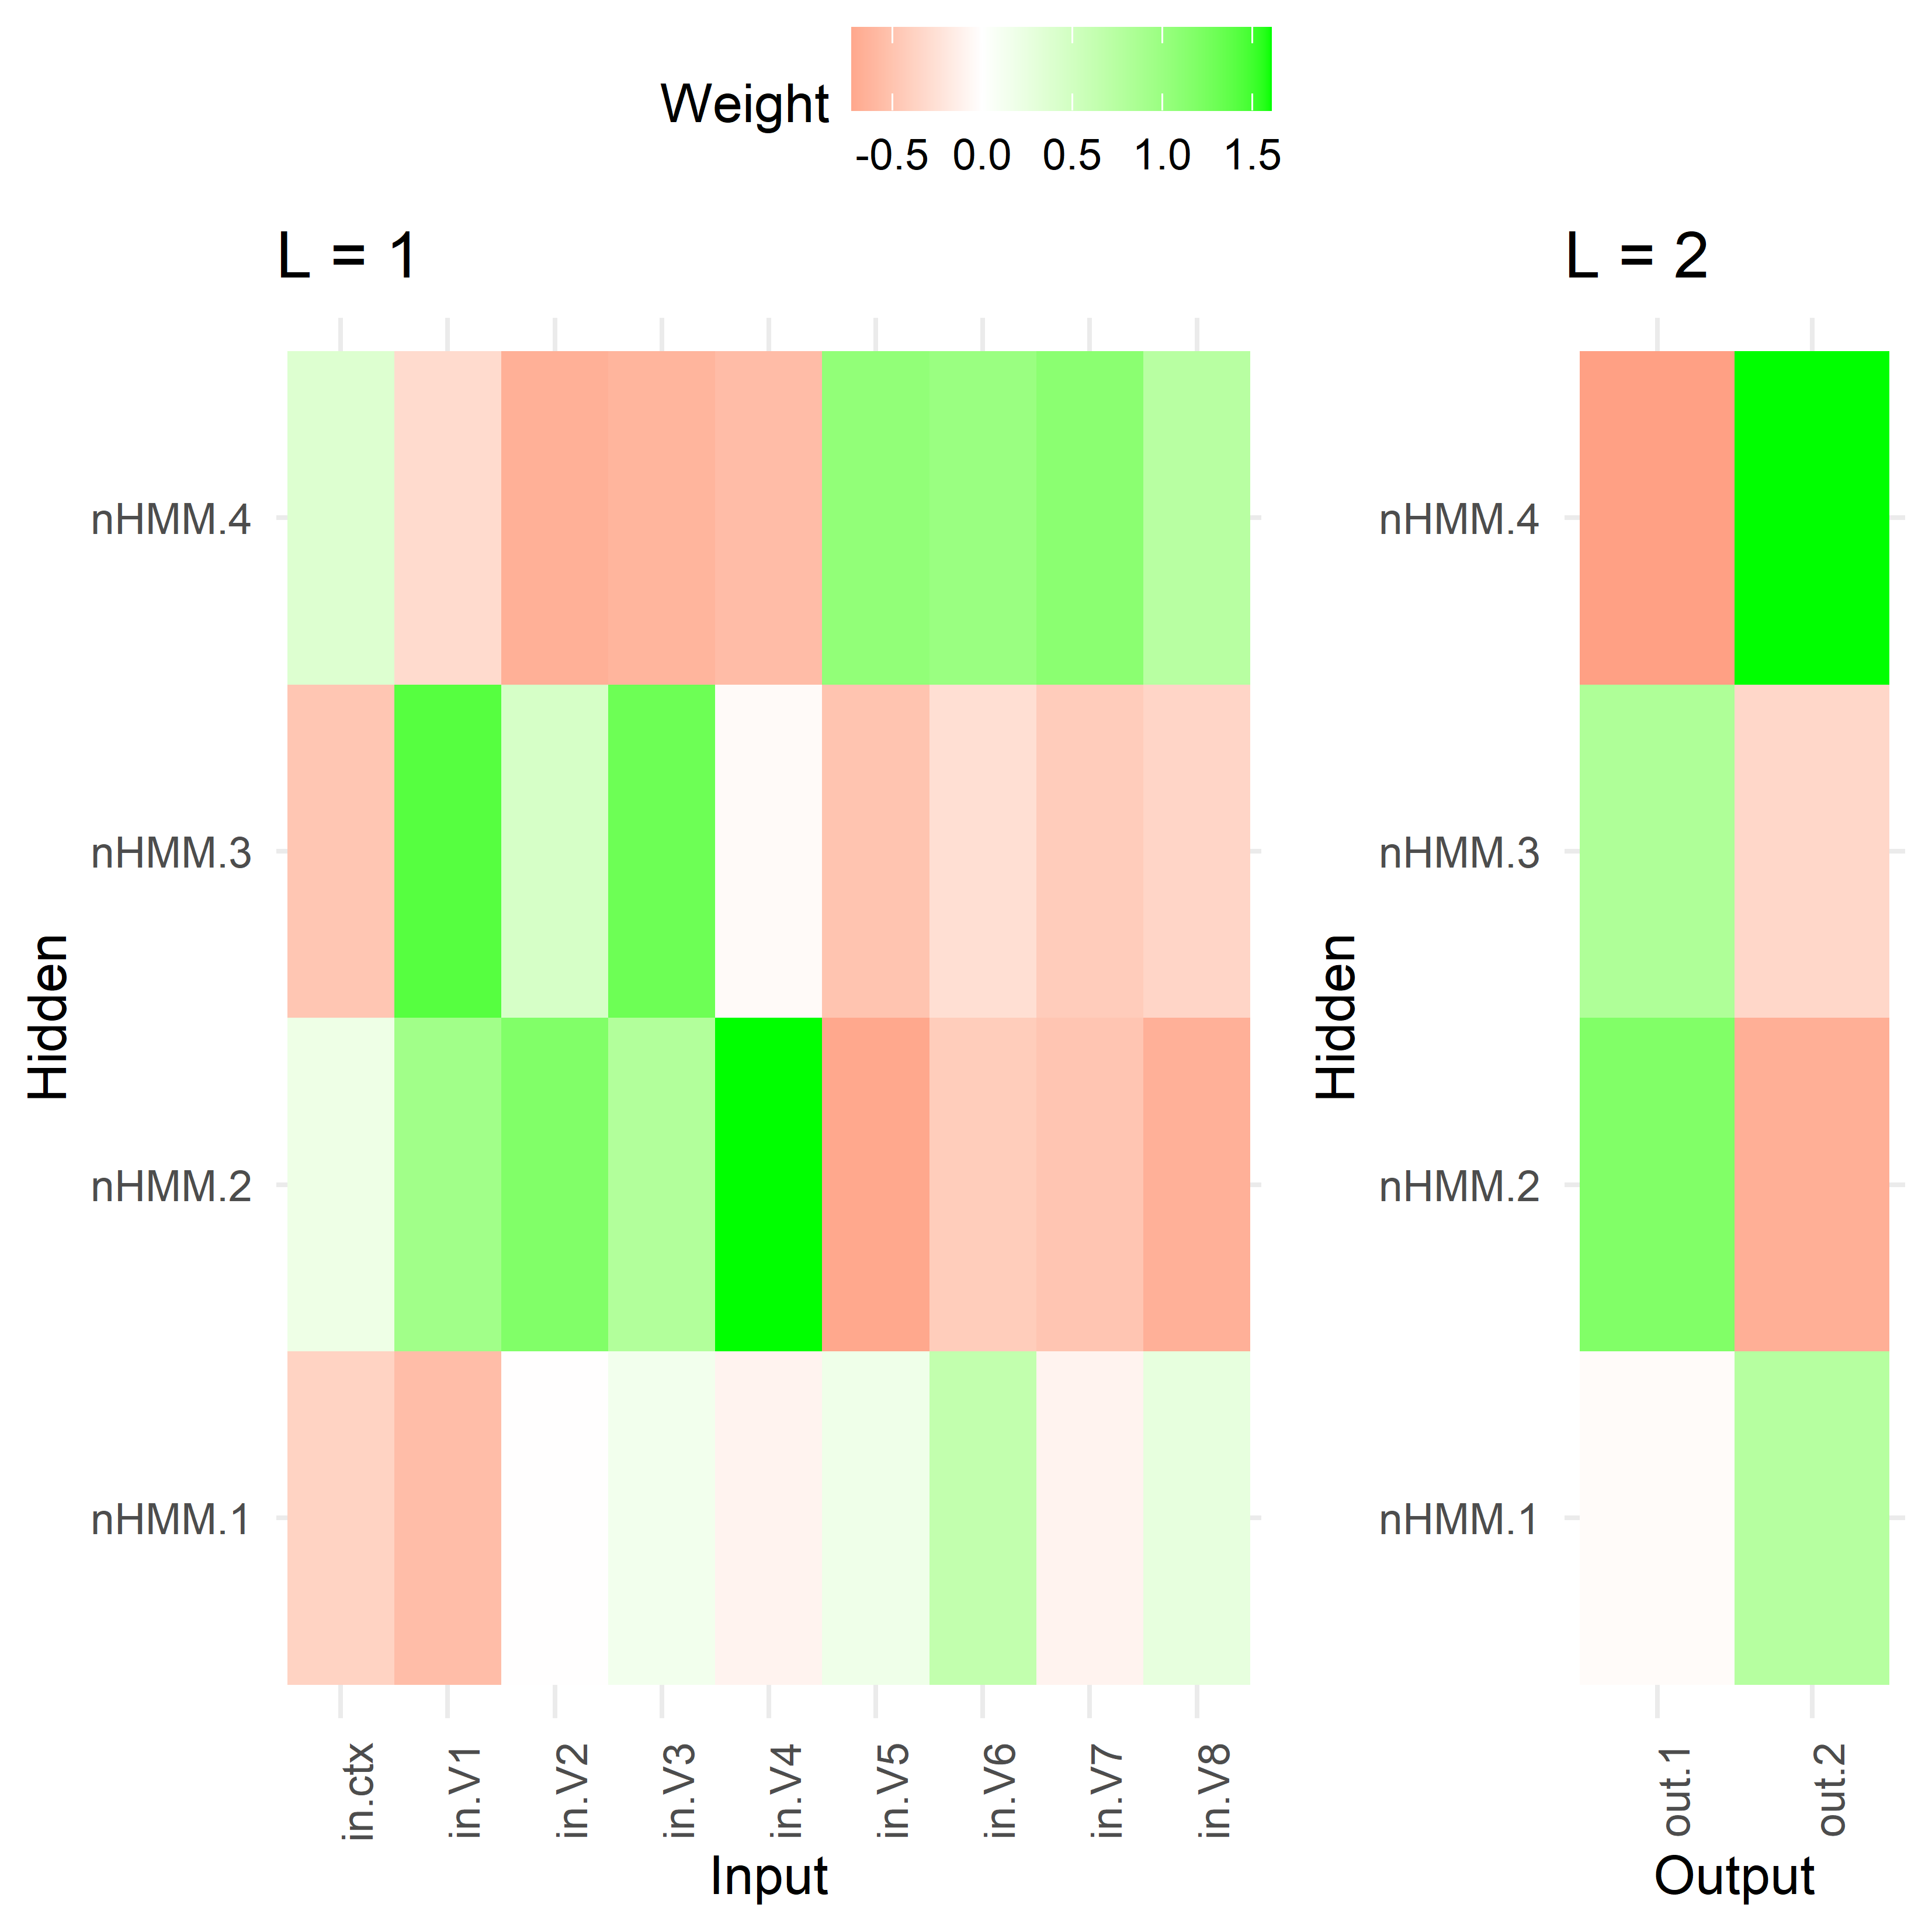 Weight
-0.5 0.0 0.5 1.0 1.5
L = 1
nHMM.4
nHMM.3
nHMM.2
nHMM.1
Hidden
in.ctx in.V1 in.V2 in.V3 in.V4 in.V5 in.V6 in.V7 in.V8
Input
L = 2
nHMM.4
nHMM.3
nHMM.2
nHMM.1
Hidden
out.1 out.2
Output